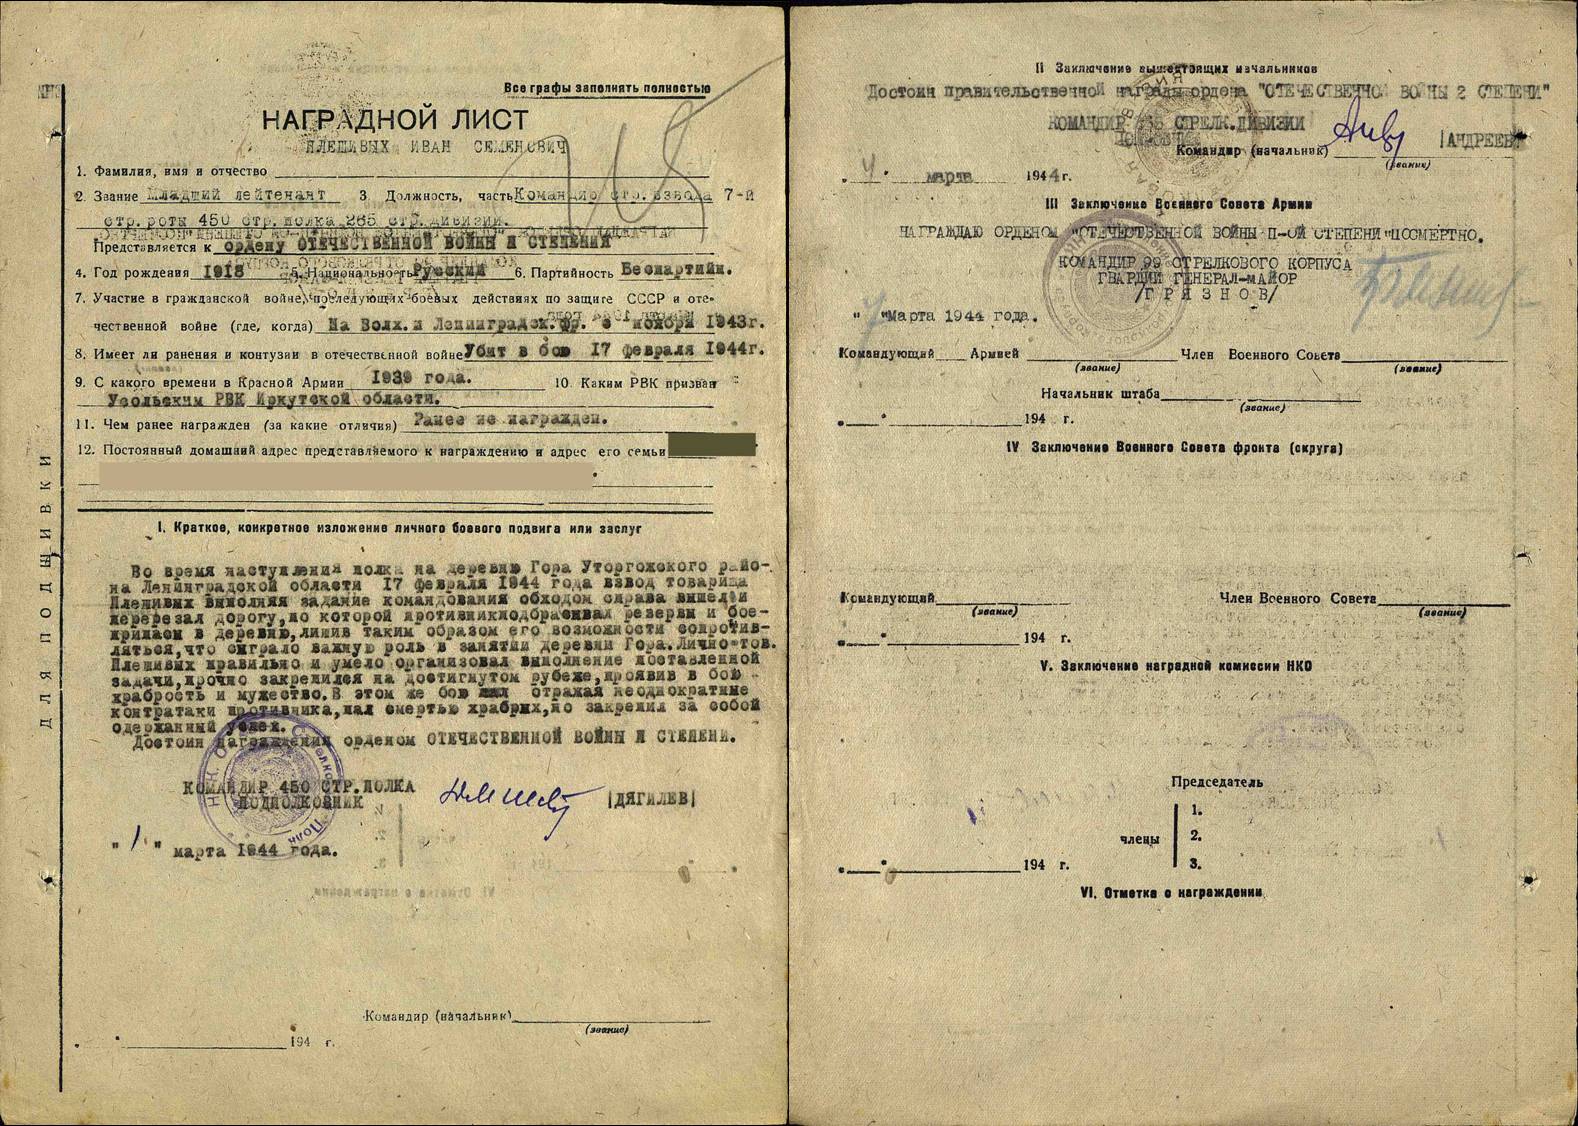 Все графы заполнять полностью
НАГРАДНОЙ ЛИСТ
ПЛЕШИВЫХ ИВАН СЕМЕНОВИЧ
1. Фамилия, имя и отчество
2. Звание Младший лейтенант 3 Должность, часть Командир стр. взвода 7-й
стр. роты 450 стр. полка 265 стр. дивизии.
Представляется к ордену ОТЕЧЕСТВЕННОЙ ВОЙНЫ II СТЕПЕНИ
4. Год рождения 1918 5. Национальность Русский 6. Партийность Беспартийн.
7. Участие в гражданской войне, последующих боевых действиях по защите СССР и оте-
чественной войне (где, когда) На Волх. и Ленинградск. фр. с ноября 1943г.
8. Имеет ли ранения и контузии в отечественной войне Убит в бою 17 февраля 1944г.
9. С какого времени в Красной Армии 1939 года. 10. Каким РВК призван
Усольским РВК Иркутской области.
11. Чем ранее награжден (за какие отличия) Ранее не награжден.
12. Постоянный домашний адрес представляемого к награждению и адрес его семьи
I. Краткое, конкретное изложение личного боевого подвига или заслуг
Во время наступления полка на деревню Гора Уторгожского райо-
на Ленинградской области 17 февраля 1944 года взвод товарища
Плешивых выполняя задание командования обходом справа вышел и
перерезал дорогу, по которой противник подбрасывал резервы и бое-
припасы в деревню, лишив таким образом его возможности сопротив-
ляться, что сыграло важную роль в занятии деревни Гора. Лично тов.
Плешивых правильно и умело организовал выполнение поставленной
задачи, прочно закрепился на достигнутом рубеже, проявив в бою
храбрость и мужество. В этом же бою отражая неоднократные
контратаки противника, пал смертью храбрых, но закрепил за собой
одержанный успех.
Достоин награждения орденом ОТЕЧЕСТВЕННОЙ ВОЙНЫ II СТЕПЕНИ.
КОМАНДИР 450 СТР. ПОЛКА
ПОДПОЛКОВНИК |ДЯГИЛЕВ|
"1" марта 1944 года.
Командир (начальник)
(звание)
194 г.
ДЛЯ ПОДШИВКИ
II Заключение вышестоящих начальников
Достоин правительственной награды ордена "ОТЕЧЕСТВЕННОЙ ВОЙНЫ 2 СТЕПЕНИ"
КОМАНДИР 265 СТРЕЛК. ДИВИЗИИ
Командир (начальник) |АНДРЕЕВ|
(звание)
"4" марта 1944 г.
III Заключение Военного Совета Армии
НАГРАЖДАЮ ОРДЕНОМ "ОТЕЧЕСТВЕННОЙ ВОЙНЫ П-ОЙ СТЕПЕНИ" ПОСМЕРТНО.
КОМАНДИР 99 СТРЕЛКОВОГО КОРПУСА
ГВАРДИИ ГЕНЕРАЛ-МАЙОР
/ГРЯЗНОВ/
"7" Марта 1944 года.
Командующий Армией Член Военного Совета
(звание) (звание)
Начальник штаба
(звание)
194 г.
IV Заключение Военного Совета фронта (округа)
Командующий Член Военного Совета
(звание) (звание)
194 г.
V. Заключение наградной комиссии НКО
Председатель
члены
1.
2.
3.
194 г.
VI. Отметка о награждении